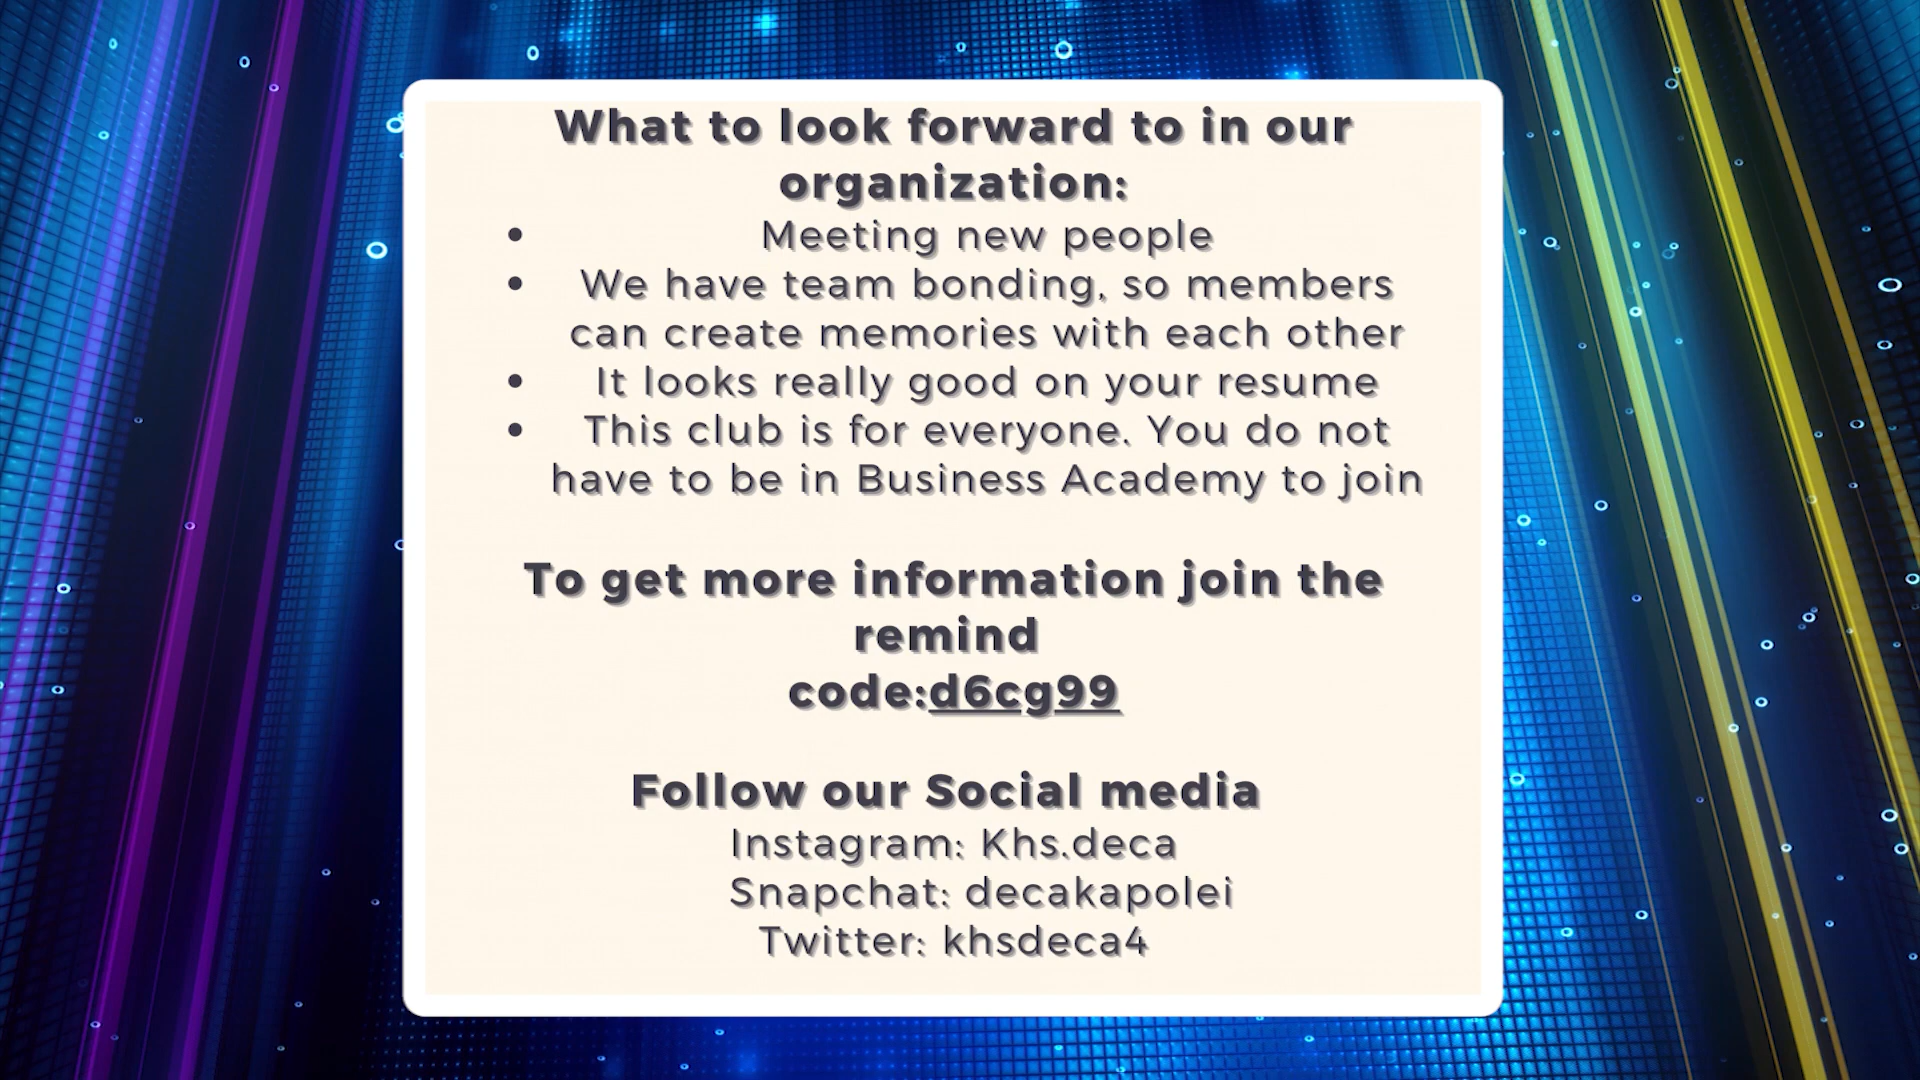 What to look forward to in our
organization:
• Meeting new people
• We have team bonding, so members
can create memories with each other
• It looks really good on your resume
• This club is for everyone. You do not
have to be in Business Academy to join
To get more information join the
remind
code:d6cg99
Follow our Social media
Instagram: Khs.deca
Snapchat: decakapolei
Twitter: khsdeca4